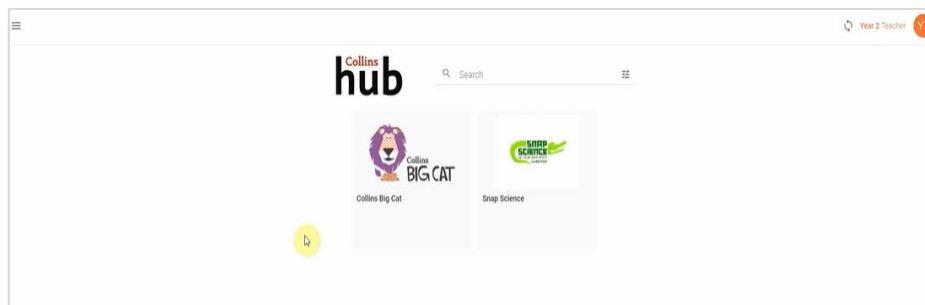 Year 2 Teacher
Collins
hub
Search
Collins
BIG CAT
SNAP
SCIENCE
Collins Big Cat
Snap Science